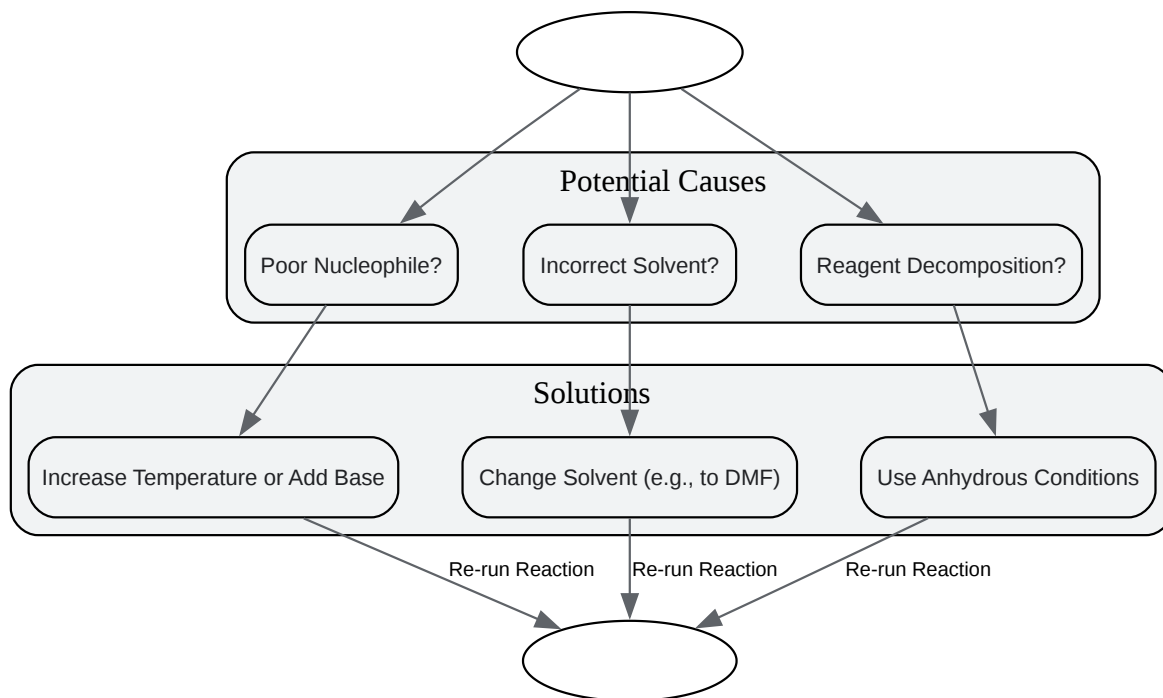 Potential Causes
Poor Nucleophile?
Incorrect Solvent?
Reagent Decomposition?
Solutions
Increase Temperature or Add Base
Change Solvent (e.g., to DMF)
Use Anhydrous Conditions
Re-run Reaction
Re-run Reaction
Re-run Reaction